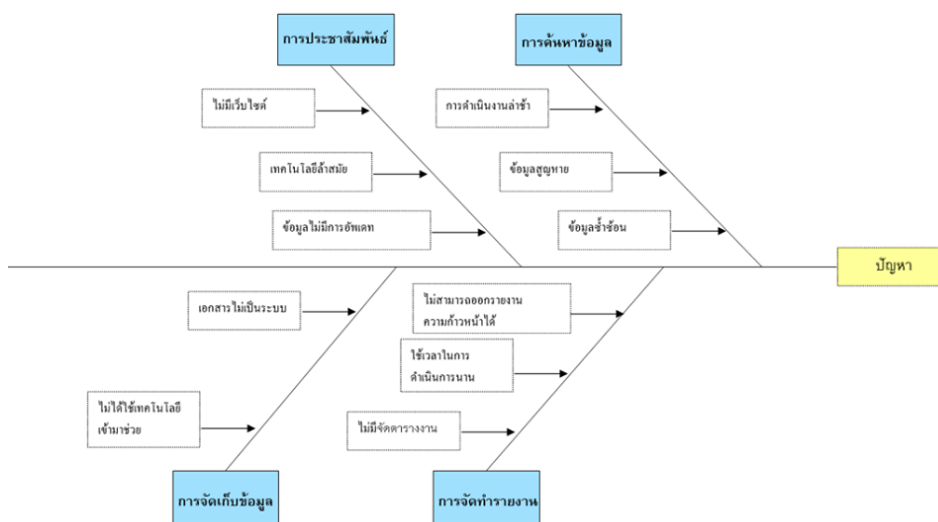 การประชาสัมพันธ์
การค้นหาข้อมูล
ไม่มีเว็บไซต์
การดำเนินงานล่าช้า
เทคโนโลยีล้าสมัย
ข้อมูลสูญหาย
ข้อมูลไม่มีการอัพเดท
ข้อมูลซ้ำซ้อน
ปัญหา
เอกสารไม่เป็นระบบ
ไม่สามารถออกรายงาน
ความก้าวหน้าได้
ใช้เวลาในการ
ดำเนินการนาน
ไม่ได้ใช้เทคโนโลยี
เข้ามาช่วย
ไม่มีจัดตารางงาน
การจัดเก็บข้อมูล
การจัดทำรายงาน